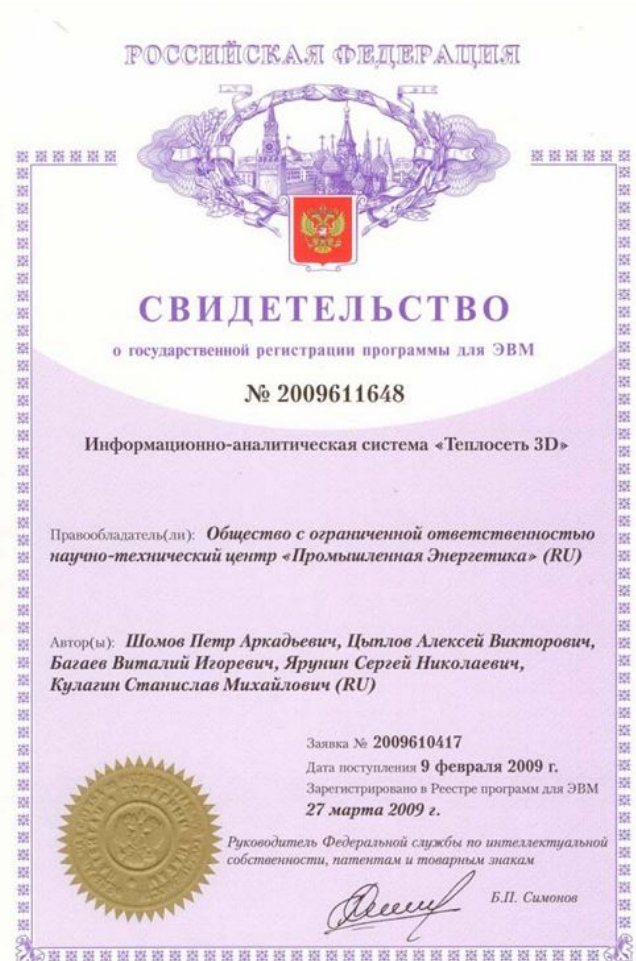 РОССИЙСКАЯ ФЕДЕРАЦИЯ
СВИДЕТЕЛЬСТВО
о государственной регистрации программы для ЭВМ
№ 2009611648
Информационно-аналитическая система «Теплосеть 3D»
Правообладатель(ли): Общество с ограниченной ответственностью
научно-технический центр «Промышленная Энергетика» (RU)
Автор(ы): Шомов Петр Аркадьевич, Цыплов Алексей Викторович,
Багаев Виталий Игоревич, Ярунин Сергей Николаевич,
Кулагин Станислав Михайлович (RU)
Заявка № 2009610417
Дата поступления 9 февраля 2009 г.
Зарегистрировано в Реестре программ для ЭВМ
27 марта 2009 г.
Руководитель Федеральной службы по интеллектуальной
собственности, патентам и товарным знакам
Б.П. Симонов